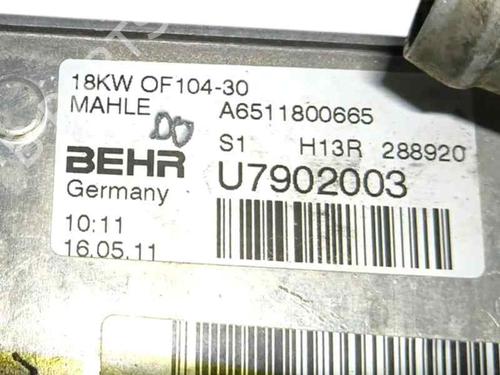 18KW OF104-30
MAHLE A6511800665
S1 H13R 288920
BEHR U7902003
Germany
10:11
16.05.11